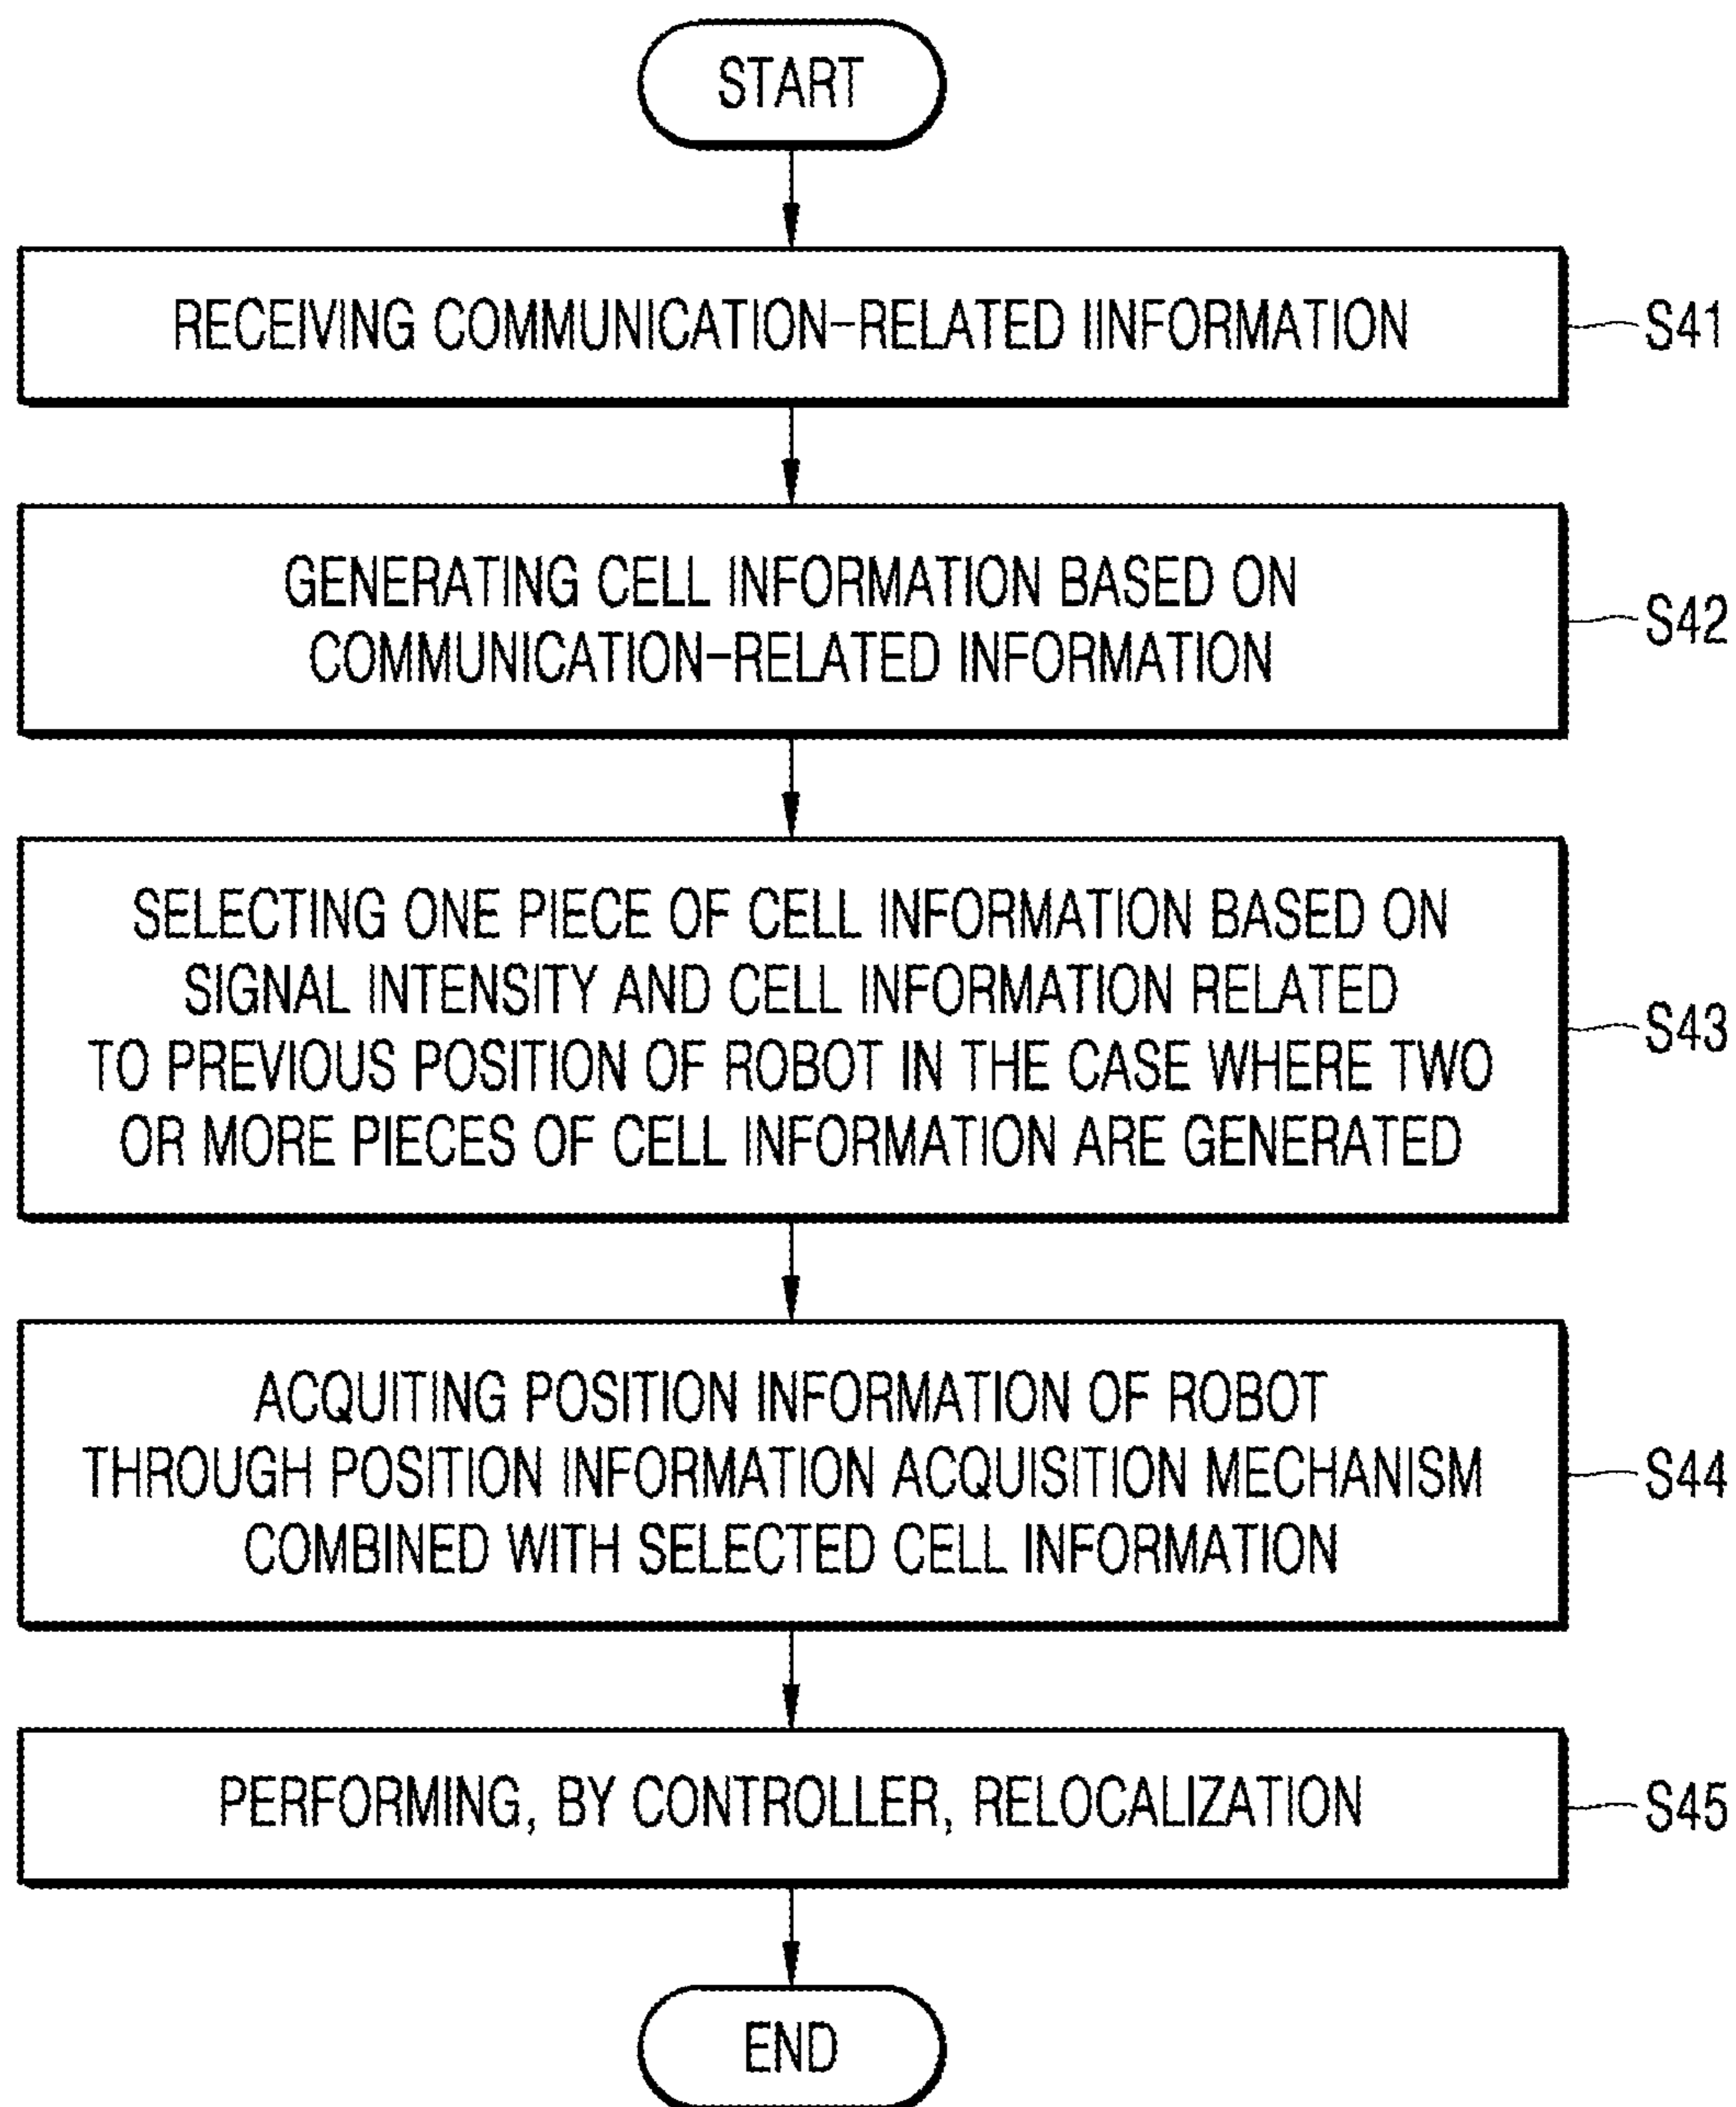 START
RECEIVING COMMUNICATION-RELATED IINFORMATION
S41
GENERATING CELL INFORMATION BASED ON
COMMUNICATION-RELATED INFORMATION
S42
SELECTING ONE PIECE OF CELL INFORMATION BASED ON
SIGNAL INTENSITY AND CELL INFORMATION RELATED
TO PREVIOUS POSITION OF ROBOT IN THE CASE WHERE TWO
OR MORE PIECES OF CELL INFORMATION ARE GENERATED
S43
ACQUITING POSITION INFORMATION OF ROBOT
THROUGH POSITION INFORMATION ACQUISITION MECHANISM
COMBINED WITH SELECTED CELL INFORMATION
S44
PERFORMING, BY CONTROLLER, RELOCALIZATION
S45
END